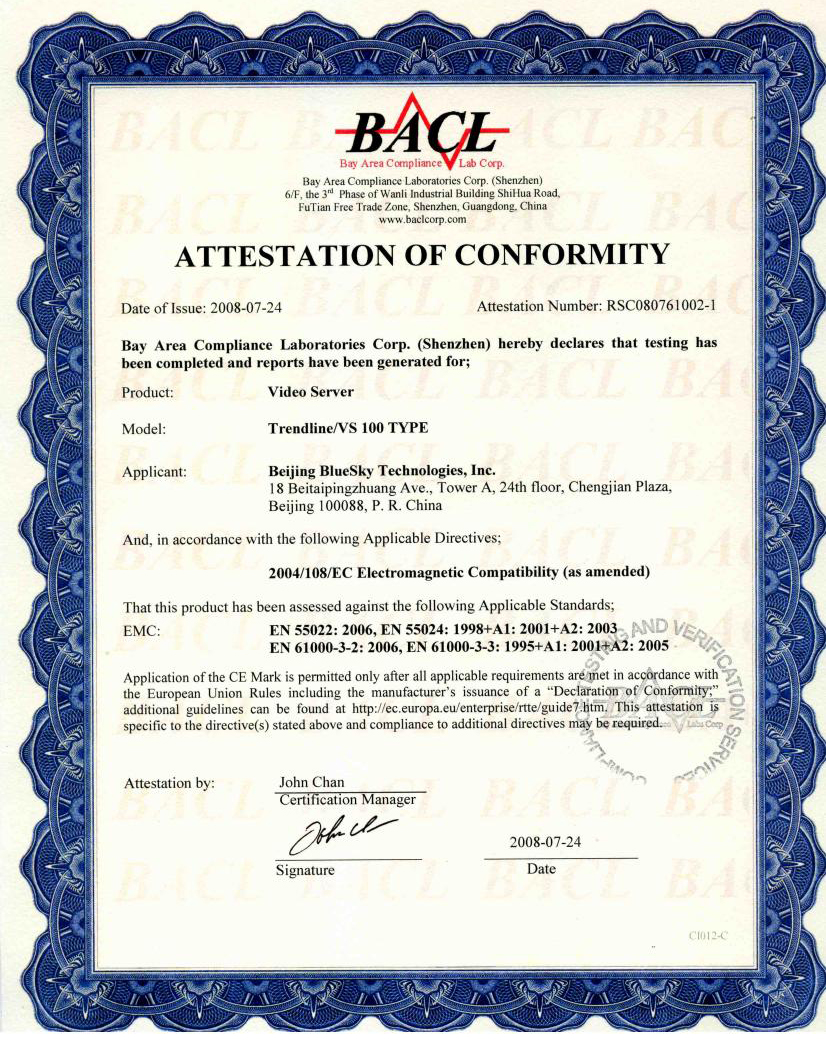 BACL
Bay Area Compliance Lab Corp.
Bay Area Compliance Laboratories Corp. (Shenzhen)
6/F, the 3rd Phase of Wanli Industrial Building ShiHua Road,
FuTian Free Trade Zone, Shenzhen, Guangdong, China
www.baclcorp.com
ATTESTATION OF CONFORMITY
Date of Issue: 2008-07-24 Attestation Number: RSC080761002-1
Bay Area Compliance Laboratories Corp. (Shenzhen) hereby declares that testing has
been completed and reports have been generated for;
Product: Video Server
Model: Trendline/VS 100 TYPE
Applicant: Beijing BlueSky Technologies, Inc.
18 Beitaipingzhuang Ave., Tower A, 24th floor, Chengjian Plaza,
Beijing 100088, P. R. China
And, in accordance with the following Applicable Directives;
2004/108/EC Electromagnetic Compatibility (as amended)
That this product has been assessed against the following Applicable Standards;
EMC: EN 55022: 2006, EN 55024: 1998+A1: 2001+A2: 2003
EN 61000-3-2: 2006, EN 61000-3-3: 1995+A1: 2001+A2: 2005
Application of the CE Mark is permitted only after all applicable requirements are met in accordance with
the European Union Rules including the manufacturer's issuance of a “Declaration of Conformity;”
additional guidelines can be found at http://ec.europa.eu/enterprise/rtte/guide7.htm. This attestation is
specific to the directive(s) stated above and compliance to additional directives may be required.
TESTING AND VERIFICATION SERVICES
BACL
Attestation by: John Chan
Certification Manager
2008-07-24
Signature Date
CI012-C